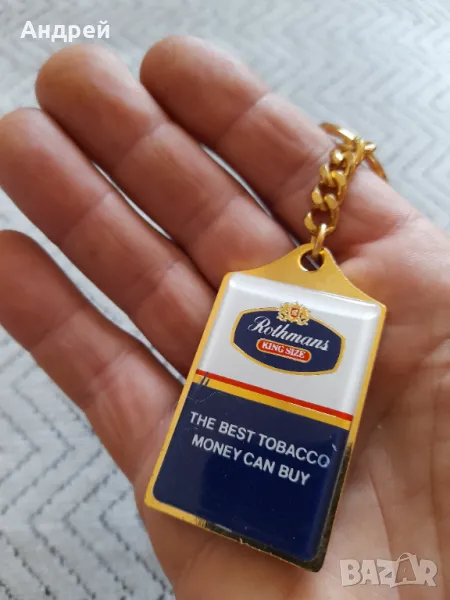 Андрей
Rothmans
KING SIZE
THE BEST TOBACCO
MONEY CAN BUY
BAZAR